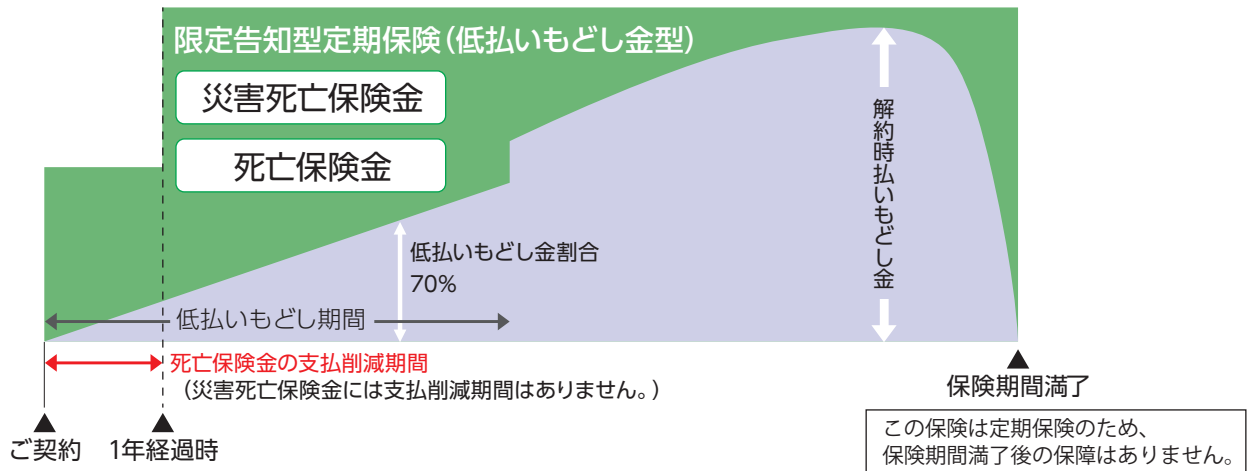 限定告知型定期保険(低払いもどし金型)
災害死亡保険金
死亡保険金
解約時払いもどし金
低払いもどし金割合
70%
低払いもどし期間
死亡保険金の支払削減期間
(災害死亡保険金には支払削減期間はありません。)
ご契約
1年経過時
保険期間満了
この保険は定期保険のため、
保険期間満了後の保障はありません。